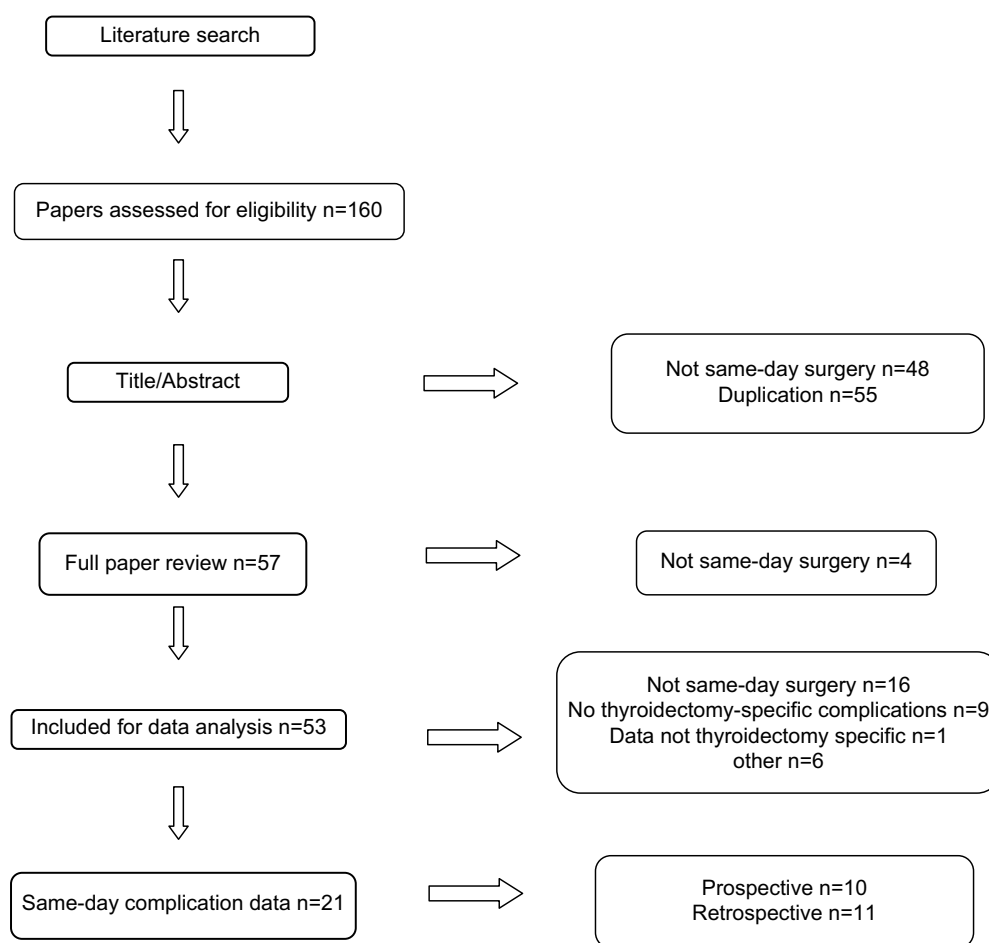 Literature search
Papers assessed for eligibility n=160
Title/Abstract
Not same-day surgery n=48
Duplication n=55
Full paper review n=57
Not same-day surgery n=4
Included for data analysis n=53
Not same-day surgery n=16
No thyroidectomy-specific complications n=9
Data not thyroidectomy specific n=1
other n=6
Same-day complication data n=21
Prospective n=10
Retrospective n=11